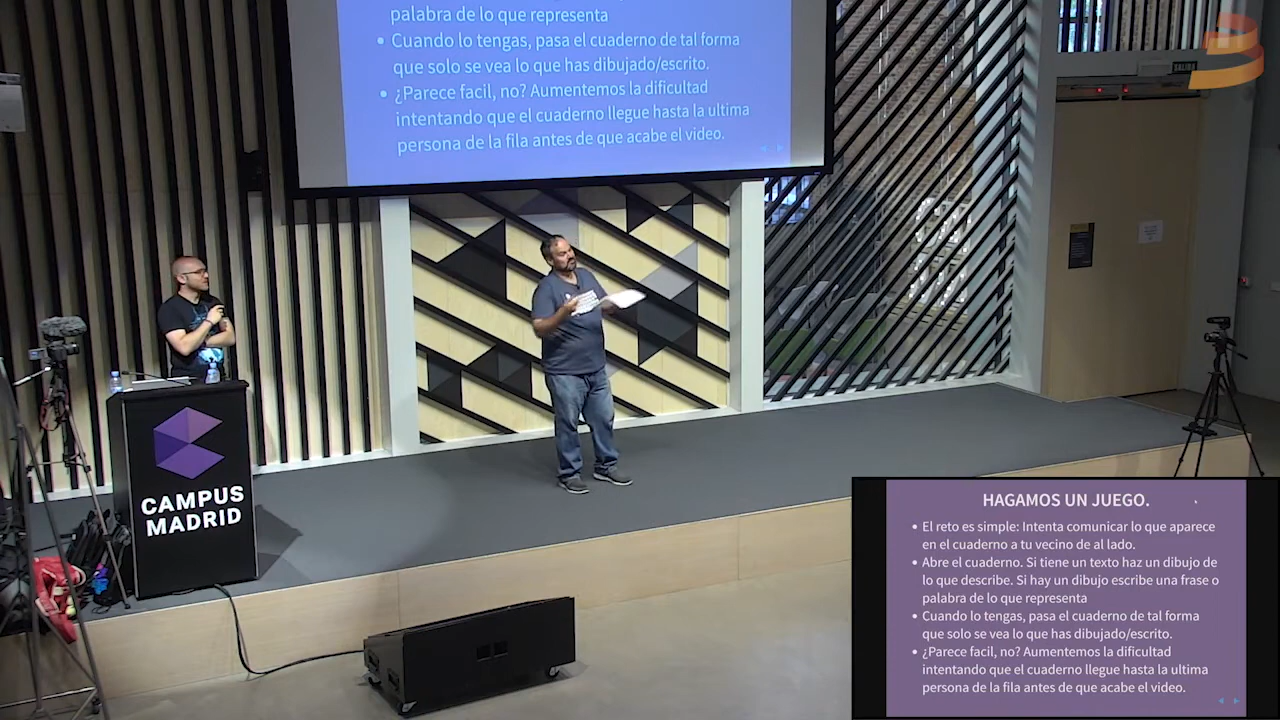 palabra de lo que representa
• Cuando lo tengas, pasa el cuaderno de tal forma
que solo se vea lo que has dibujado/escrito.
• ¿Parece facil, no? Aumentemos la dificultad
intentando que el cuaderno llegue hasta la ultima
persona de la fila antes de que acabe el video.
SALIDA
CAMPUS
MADRID
HAGAMOS UN JUEGO.
• El reto es simple: Intenta comunicar lo que aparece
en el cuaderno a tu vecino de al lado.
• Abre el cuaderno. Si tiene un texto haz un dibujo de
lo que describe. Si hay un dibujo escribe una frase o
palabra de lo que representa
• Cuando lo tengas, pasa el cuaderno de tal forma
que solo se vea lo que has dibujado/escrito.
• ¿Parece facil, no? Aumentemos la dificultad
intentando que el cuaderno llegue hasta la ultima
persona de la fila antes de que acabe el video.